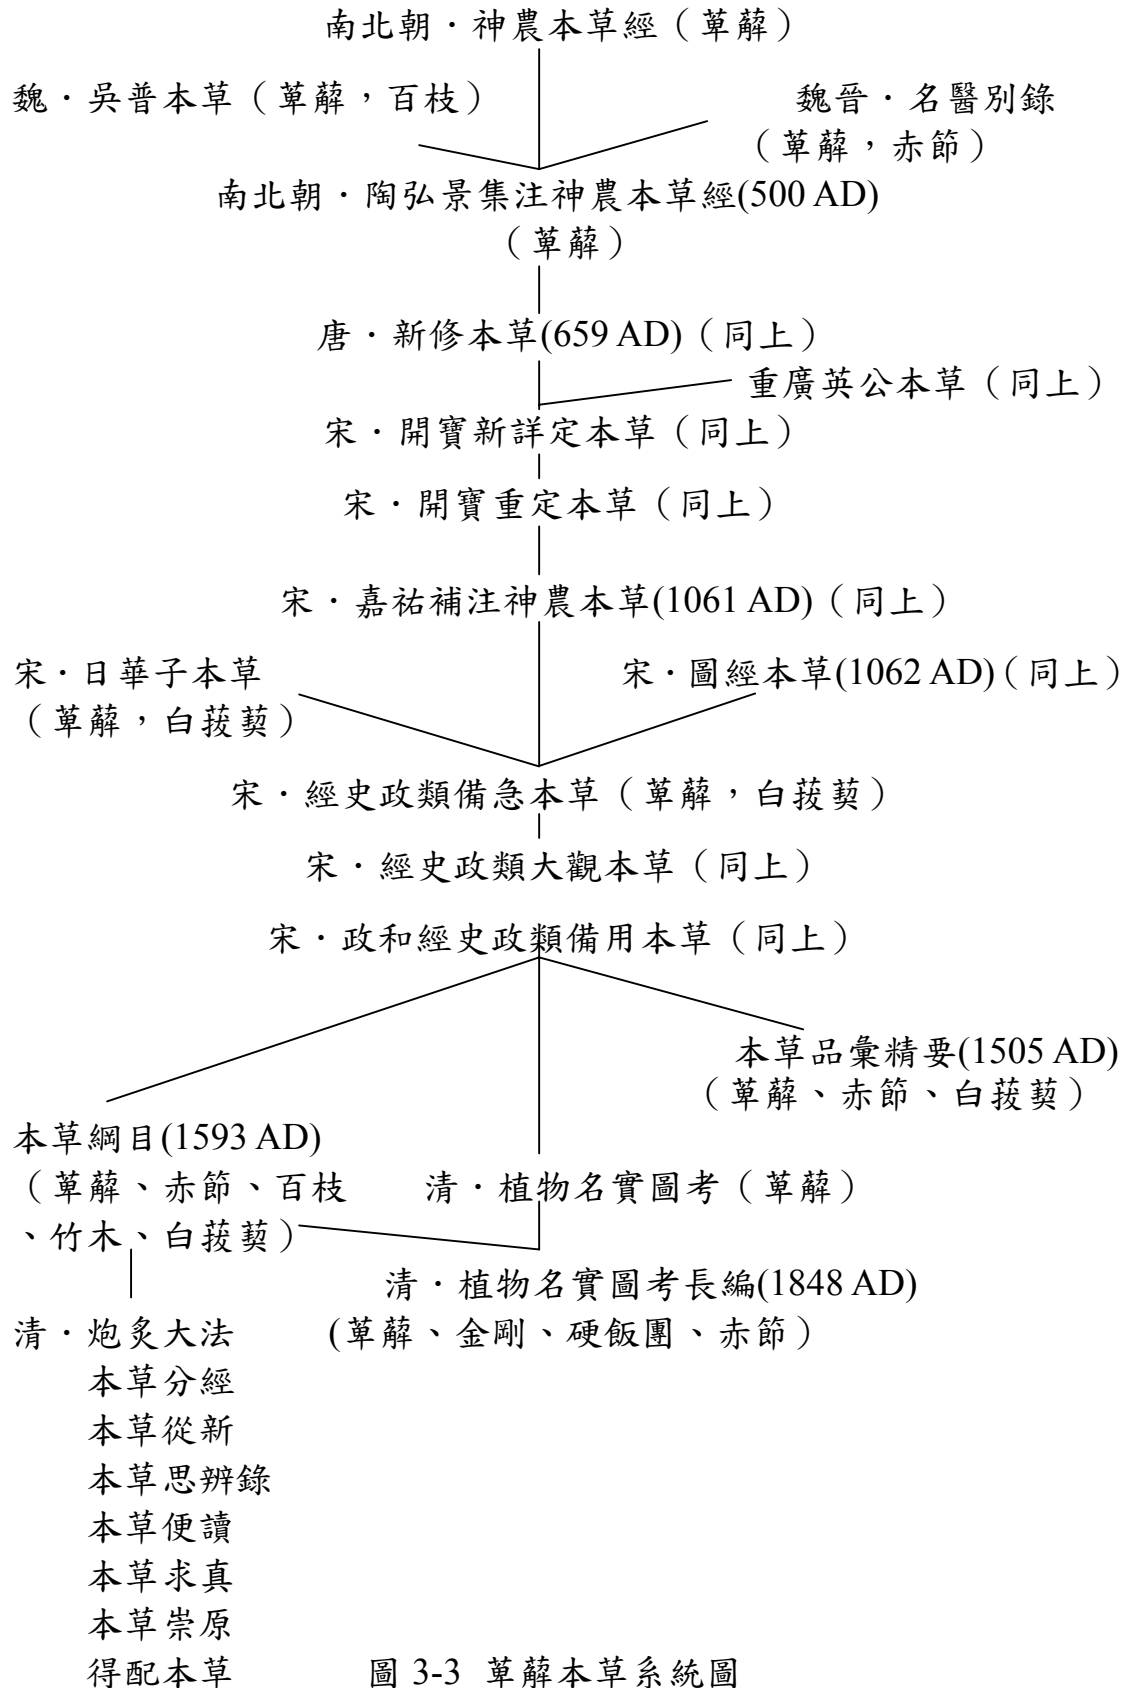 南北朝．神農本草經（萆薢）
魏．吳普本草（萆薢，百枝）
魏晉．名醫別錄
（萆薢，赤節）
南北朝．陶弘景集注神農本草經(500 AD)
（萆薢）
唐．新修本草(659 AD)（同上）
重廣英公本草（同上）
宋．開寶新詳定本草（同上）
宋．開寶重定本草（同上）
宋．嘉祐補注神農本草(1061 AD)（同上）
宋．日華子本草
（萆薢，白菝葜）
宋．圖經本草(1062 AD)（同上）
宋．經史政類備急本草（萆薢，白菝葜）
宋．經史政類大觀本草（同上）
宋．政和經史政類備用本草（同上）
本草品彙精要(1505 AD)
（萆薢、赤節、白菝葜）
本草綱目(1593 AD)
（萆薢、赤節、百枝
、竹木、白菝葜）
清．植物名實圖考（萆薢）
清．植物名實圖考長編(1848 AD)
(萆薢、金剛、硬飯團、赤節）
清．炮炙大法
本草分經
本草從新
本草思辨錄
本草便讀
本草求真
本草崇原
得配本草
圖 3-3 萆薢本草系統圖